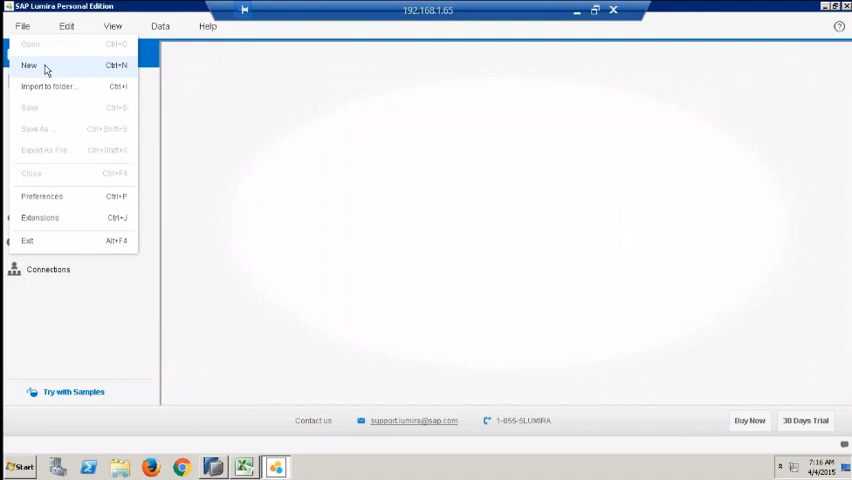 SAP Lumira Personal Edition
192.168.1.65
File Edit View Data Help
Open Ctrl+O
New Ctrl+N
Import to folder... Ctrl+I
Save Ctrl+S
Save As ... Ctrl+Shift+S
Export As File ... Ctrl+Shift+X
Close Ctrl+F4
Preferences Ctrl+P
Extensions Ctrl+J
Exit Alt+F4
Connections
Try with Samples
Contact us support.lumira@sap.com 1-855-5LUMIRA Buy Now 30 Days Trial
Start
7:16 AM
4/4/2015